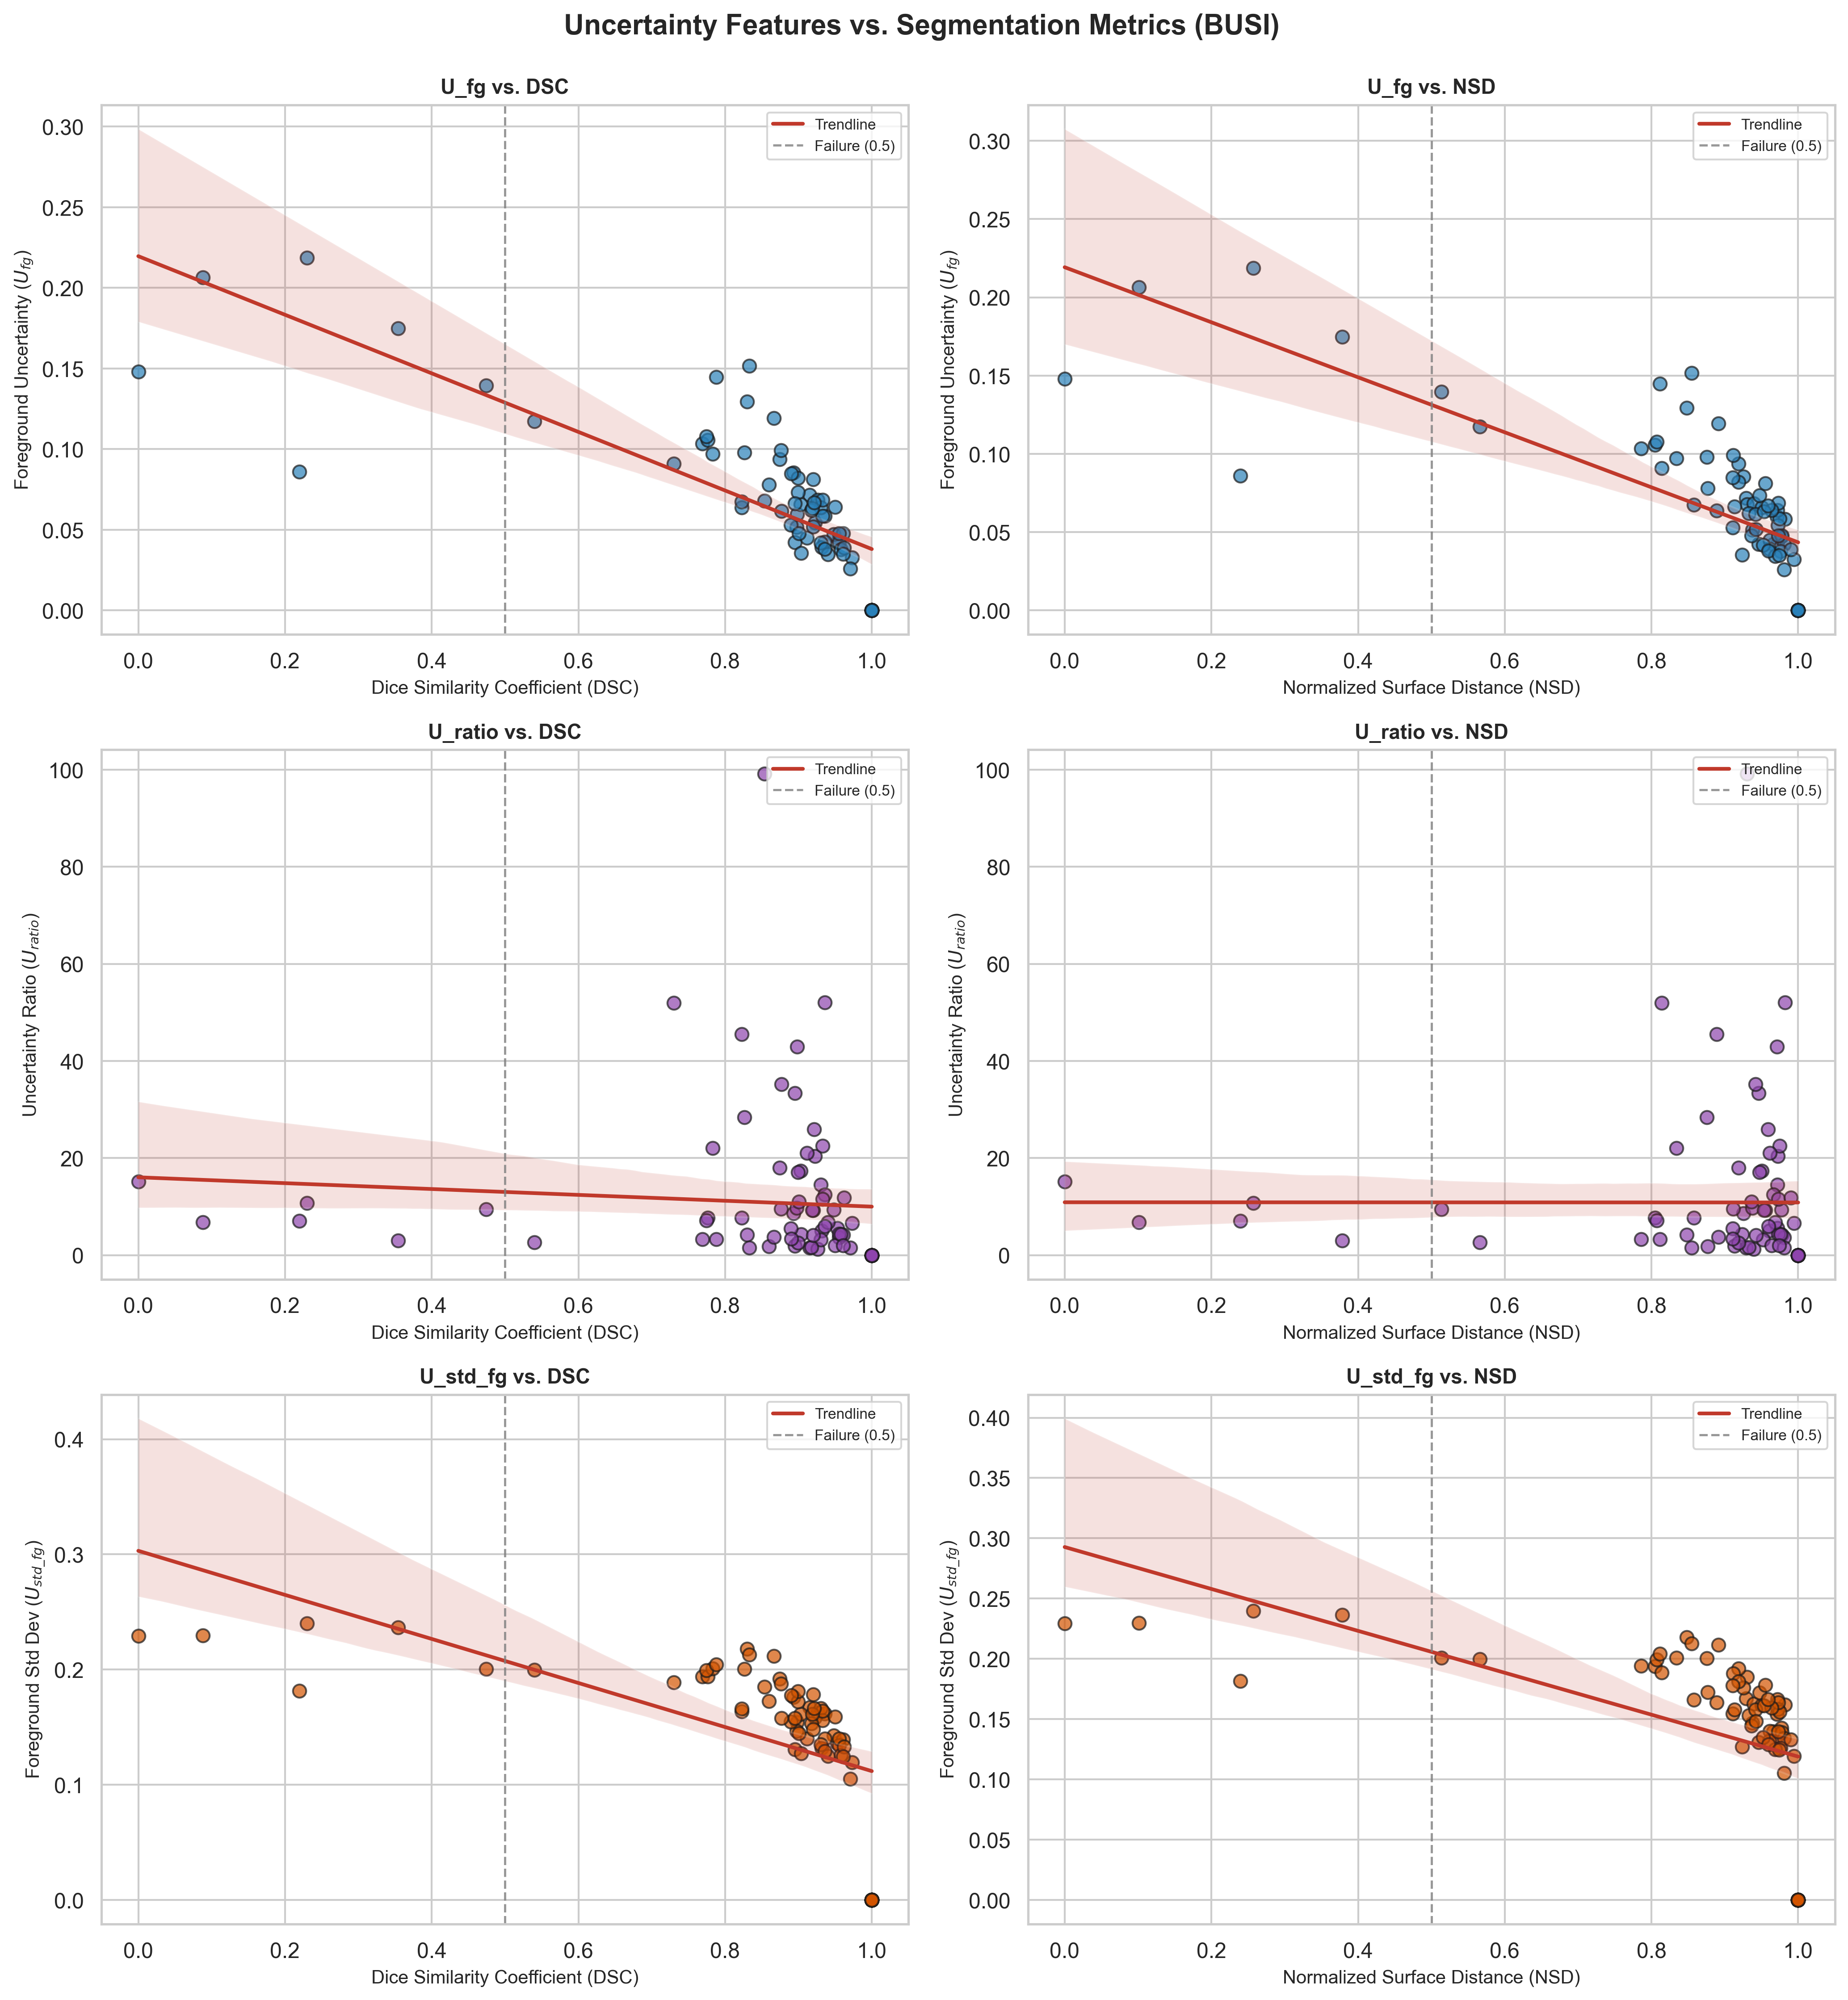 Uncertainty Features vs. Segmentation Metrics (BUSI)
U_fg vs. DSC
Trendline
Failure (0.5)
Foreground Uncertainty (U_fg)
0.30
0.25
0.20
0.15
0.10
0.05
0.00
0.0 0.2 0.4 0.6 0.8 1.0
Dice Similarity Coefficient (DSC)
U_fg vs. NSD
Trendline
Failure (0.5)
Foreground Uncertainty (U_fg)
0.30
0.25
0.20
0.15
0.10
0.05
0.00
0.0 0.2 0.4 0.6 0.8 1.0
Normalized Surface Distance (NSD)
U_ratio vs. DSC
Trendline
Failure (0.5)
Uncertainty Ratio (U_ratio)
100
80
60
40
20
0
0.0 0.2 0.4 0.6 0.8 1.0
Dice Similarity Coefficient (DSC)
U_ratio vs. NSD
Trendline
Failure (0.5)
Uncertainty Ratio (U_ratio)
100
80
60
40
20
0
0.0 0.2 0.4 0.6 0.8 1.0
Normalized Surface Distance (NSD)
U_std_fg vs. DSC
Trendline
Failure (0.5)
Foreground Std Dev (U_std_fg)
0.4
0.3
0.2
0.1
0.0
0.0 0.2 0.4 0.6 0.8 1.0
Dice Similarity Coefficient (DSC)
U_std_fg vs. NSD
Trendline
Failure (0.5)
Foreground Std Dev (U_std_fg)
0.40
0.35
0.30
0.25
0.20
0.15
0.10
0.05
0.00
0.0 0.2 0.4 0.6 0.8 1.0
Normalized Surface Distance (NSD)